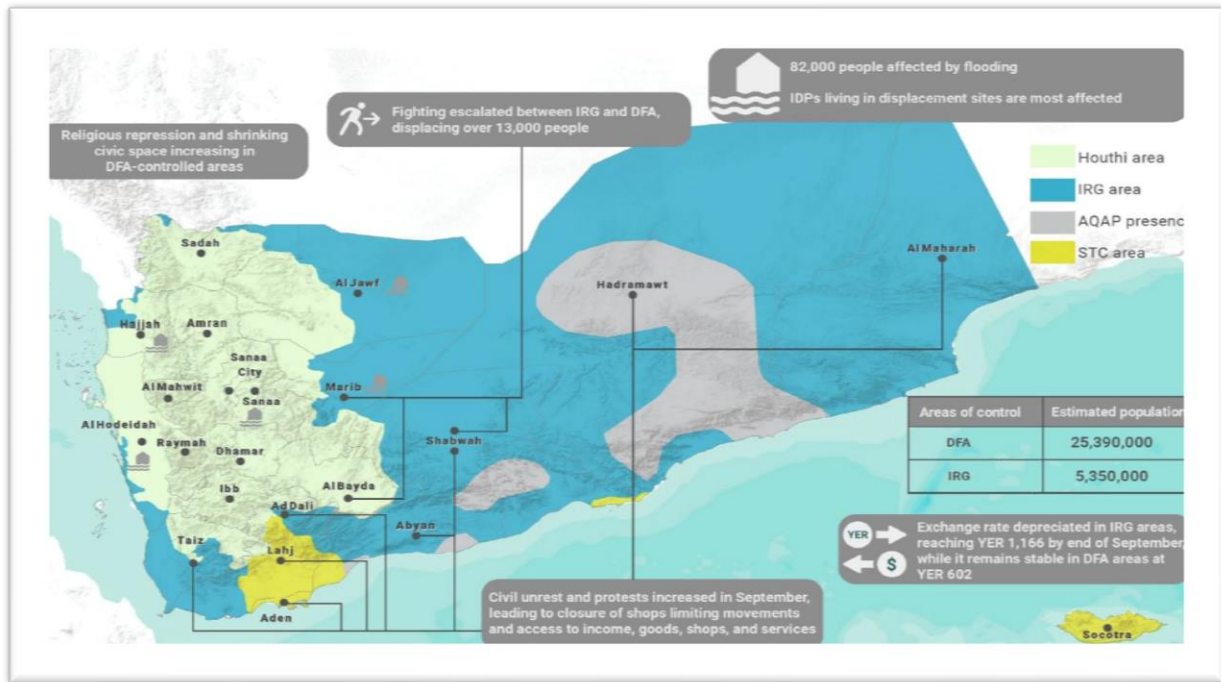 82,000 people affected by flooding
IDPs living in displacement sites are most affected
Fighting escalated between IRG and DFA,
displacing over 13,000 people
Religious repression and shrinking
civic space increasing in
DFA-controlled areas
Houthi area
IRG area
AQAP presenc
STC area
Sadah
Al Jawf
Hadramawt
Al Maharah
Hajjah
Amran
Sanaa
City
Al Mahwit
Sanaa
Marib
Al Hodeidah
Raymah
Dhamar
Shabwah
Ibb
Al Bayda
Ad Dali
Abyan
Taiz
Lahj
Aden
Areas of control Estimated population
DFA 25,390,000
IRG 5,350,000
YER
$
Exchange rate depreciated in IRG areas,
reaching YER 1,166 by end of September,
while it remains stable in DFA areas at
YER 602
Civil unrest and protests increased in September,
leading to closure of shops limiting movements
and access to income, goods, shops, and services
Socotra